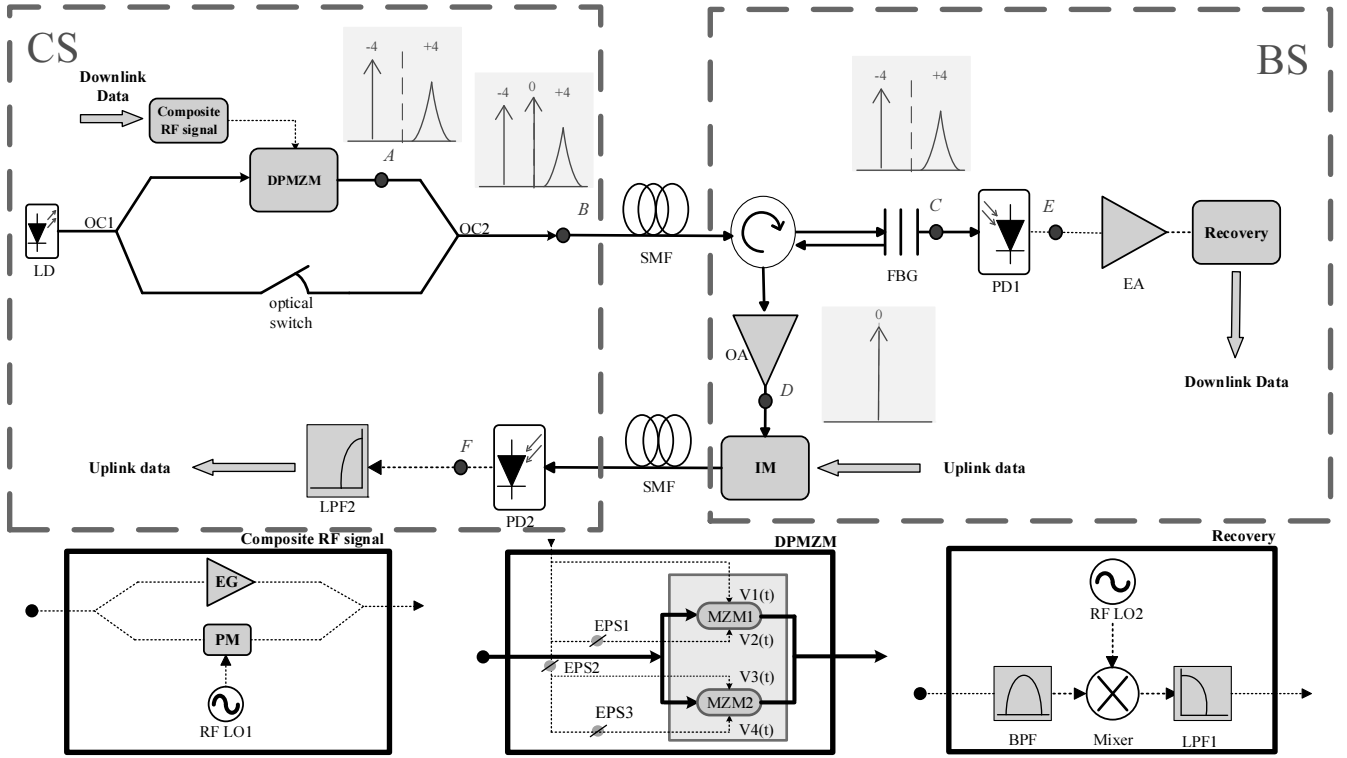 CS
BS
Downlink
Data
Composite
RF signal
-4
+4
A
-4
0
+4
DPMZM
B
LD
OC1
OC2
optical
switch
SMF
-4
+4
C
FBG
PD1
E
EA
Recovery
Downlink Data
OA
D
0
Uplink data
LPF2
F
PD2
SMF
IM
Uplink data
Composite RF signal
EG
PM
RF LO1
DPMZM
V1(t)
MZM1
EPS1
V2(t)
EPS2
V3(t)
MZM2
EPS3
V4(t)
Recovery
RF LO2
BPF
Mixer
LPF1